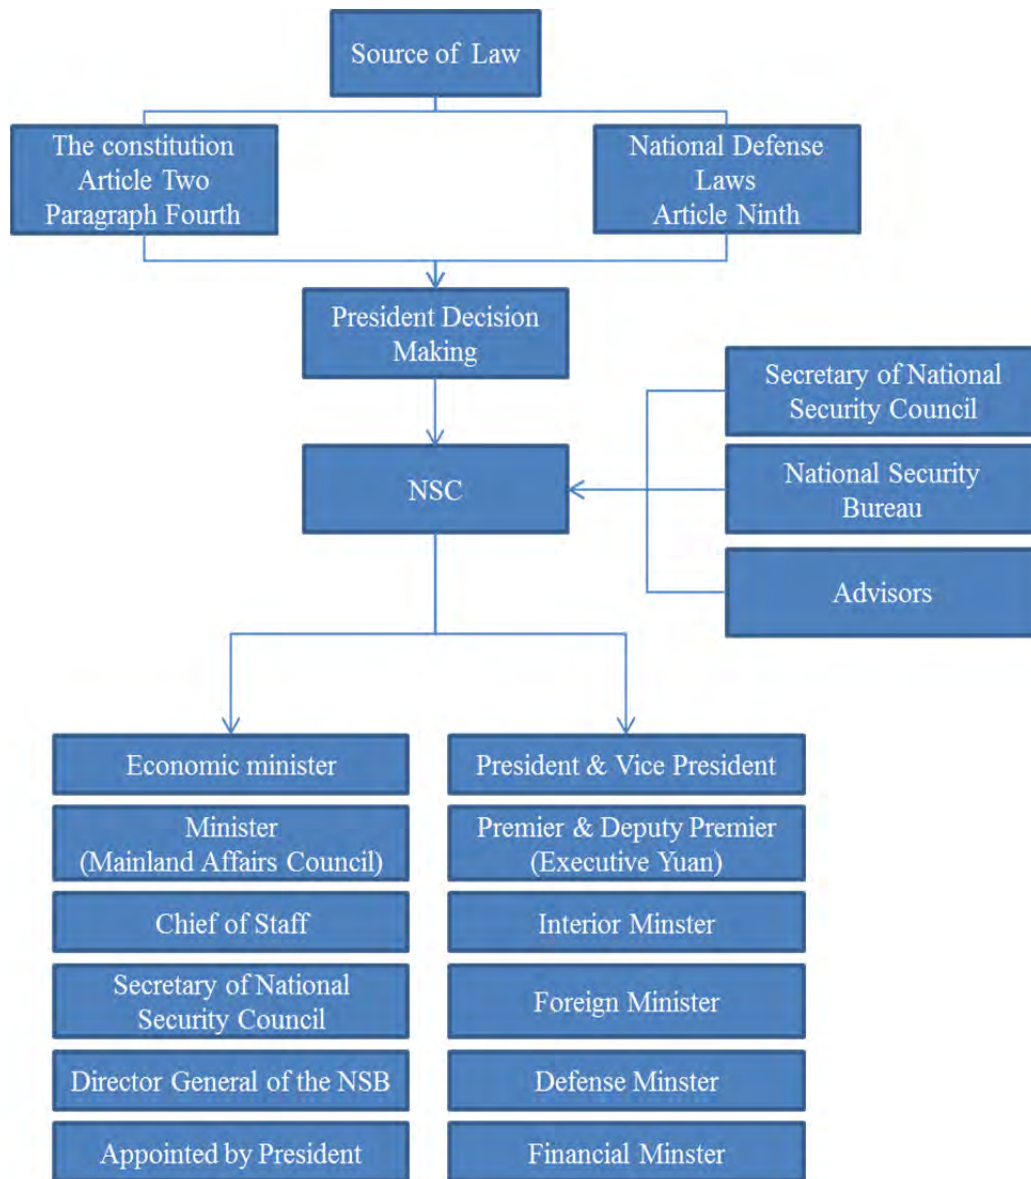 Source of Law
The constitution
Article Two
Paragraph Fourth
National Defense
Laws
Article Ninth
President Decision
Making
NSC
Secretary of National
Security Council
National Security
Bureau
Advisors
Economic minister
Minister
(Mainland Affairs Council)
Chief of Staff
Secretary of National
Security Council
Director General of the NSB
Appointed by President
President & Vice President
Premier & Deputy Premier
(Executive Yuan)
Interior Minster
Foreign Minister
Defense Minster
Financial Minster